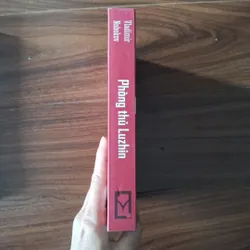 Vladimir
Nabokov
Phòng thủ Luzhin